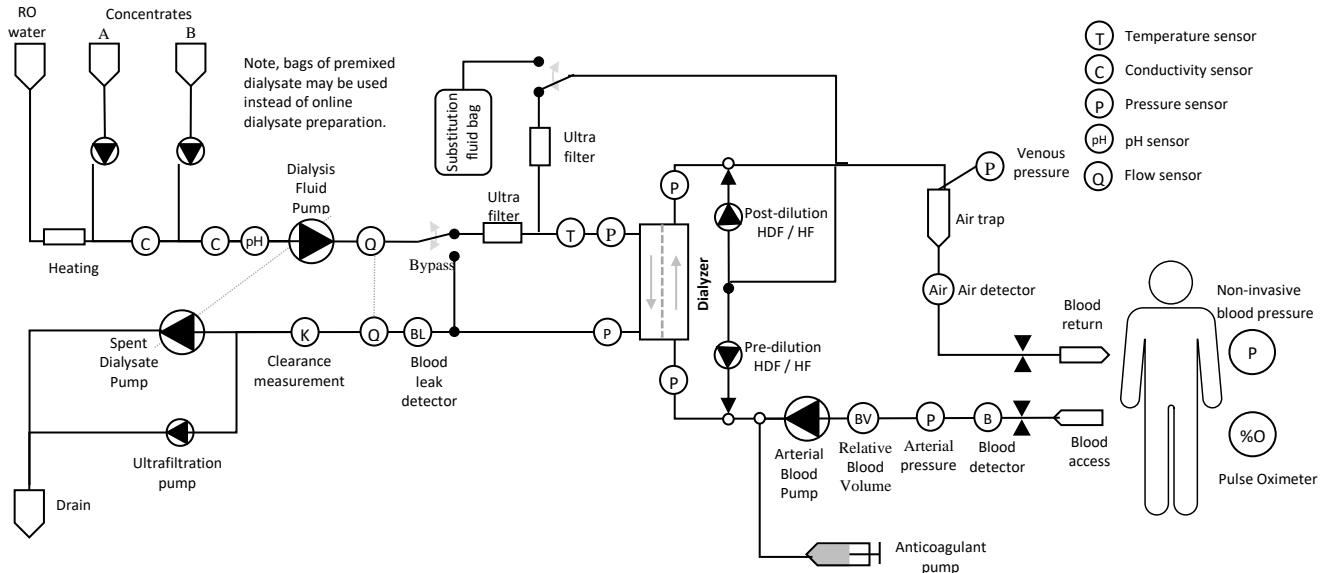 RO
water
Concentrates
A
B
Note, bags of premixed
dialysate may be used
instead of online
dialysate preparation.
Substitution
fluid bag
Ultra
filter
T
Temperature sensor
C
Conductivity sensor
P
Pressure sensor
pH
pH sensor
Q
Flow sensor
P
Venous
pressure
Dialysis
Fluid
Pump
Ultra
filter
P
Post-dilution
HDF / HF
Air trap
Heating
C
C
pH
Q
Bypass
T
P
Dialyzer
Air
Air detector
Blood
return
Non-invasive
blood pressure
P
Spent
Dialysate
Pump
K
Clearance
measurement
Q
BL
Blood
leak
detector
P
P
Pre-dilution
HDF / HF
Arterial
Blood
Pump
BV
Relative
Blood
Volume
P
Arterial
pressure
B
Blood
detector
Blood
access
%O
Pulse Oximeter
Ultrafiltration
pump
Drain
Anticoagulant
pump